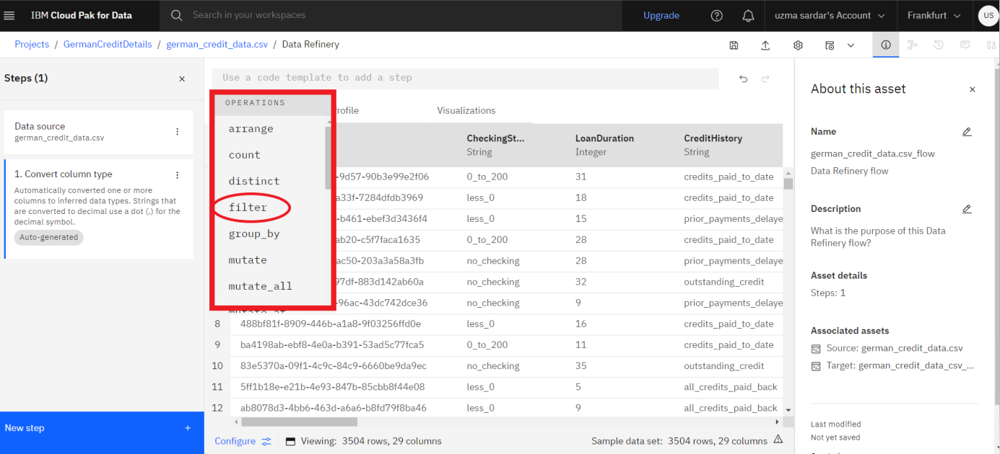 IBM Cloud Pak for Data
Search in your workspaces
Upgrade
uzma sardar's Account
Frankfurt
US
Projects / GermanCreditDetails / german_credit_data.csv / Data Refinery
Steps (1)
Data source
german_credit_data.csv
1. Convert column type
Automatically converted one or more
columns to inferred data types. Strings that
are converted to decimal use a dot (.) for the
decimal symbol.
Auto-generated
New step +
Use a code template to add a step
OPERATIONS
arrange
count
distinct
filter
group_by
mutate
mutate_all
rofile
Visualizations
CheckingSt... LoanDuration CreditHistory
String Integer String
-9d57-90b3e99e2f06 0_to_200 31 credits_paid_to_date
a33f-7284dfdb3969 less_0 18 credits_paid_to_date
-b461-ebef3d3436f4 less_0 15 prior_payments_delaye
ab20-c5f7faca1635 0_to_200 28 credits_paid_to_date
ac50-203a3a58a3fb no_checking 28 prior_payments_delaye
97df-883d142ab60a no_checking 32 outstanding_credit
-96ac-43dc742dce36 no_checking 9 prior_payments_delaye
8 488bf81f-8909-446b-a1a8-9f03256ffd0e less_0 16 credits_paid_to_date
9 ba4198ab-ebf8-4e0a-b391-53ad5c77fca5 0_to_200 11 credits_paid_to_date
10 83e5370a-09f1-4c9c-84c9-6660be9da9ec no_checking 35 outstanding_credit
11 5ff1b18e-e21b-4e93-847b-85cbb8f44e08 less_0 5 all_credits_paid_back
12 ab8078d3-4bb6-463d-a6a6-b8fd79f8ba46 less_0 9 all_credits_paid_back
Configure
Viewing: 3504 rows, 29 columns
Sample data set: 3504 rows, 29 columns
About this asset
Name
german_credit_data.csv_flow
Data Refinery flow
Description
What is the purpose of this Data
Refinery flow?
Asset details
Steps: 1
Associated assets
Source: german_credit_data.csv
Target: german_credit_data_csv_...
Last modified
Not yet saved